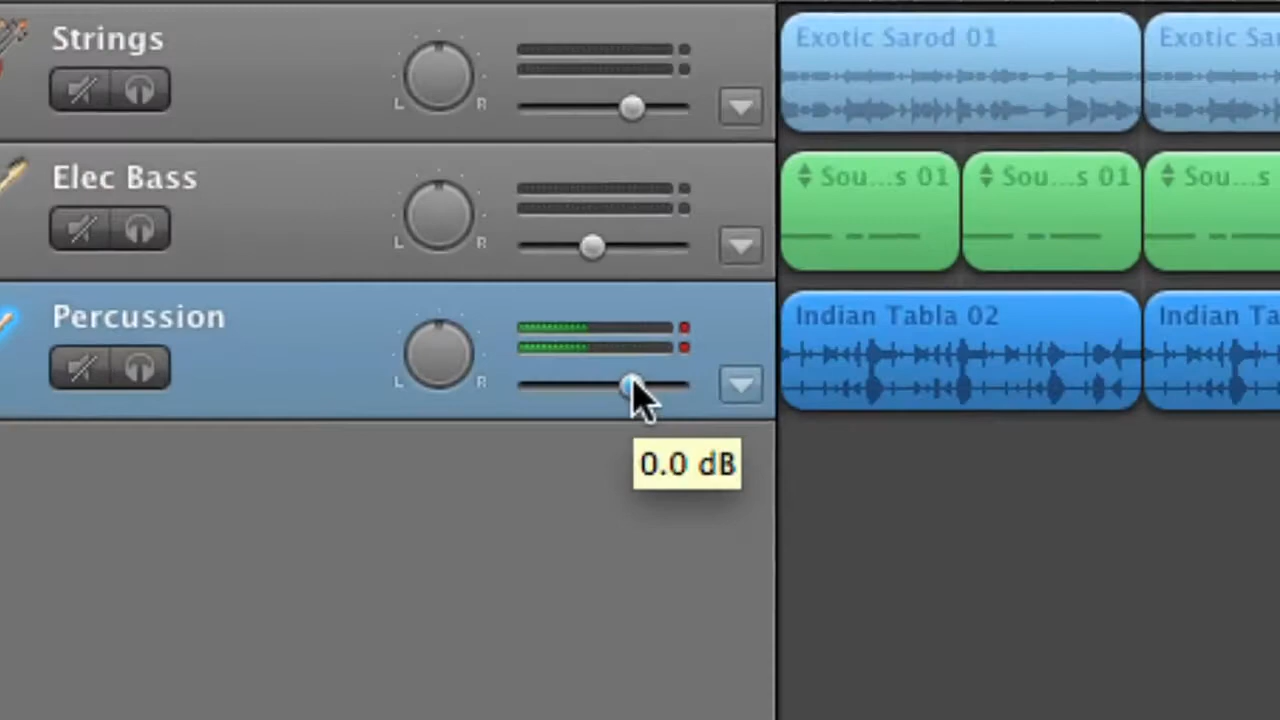 Strings
L R
Exotic Sarod 01
Exotic Sar
Elec Bass
L R
Sou...s 01
Sou...s 01
Sou...s
Percussion
L R
Indian Tabla 02
Indian Ta
0.0 dB